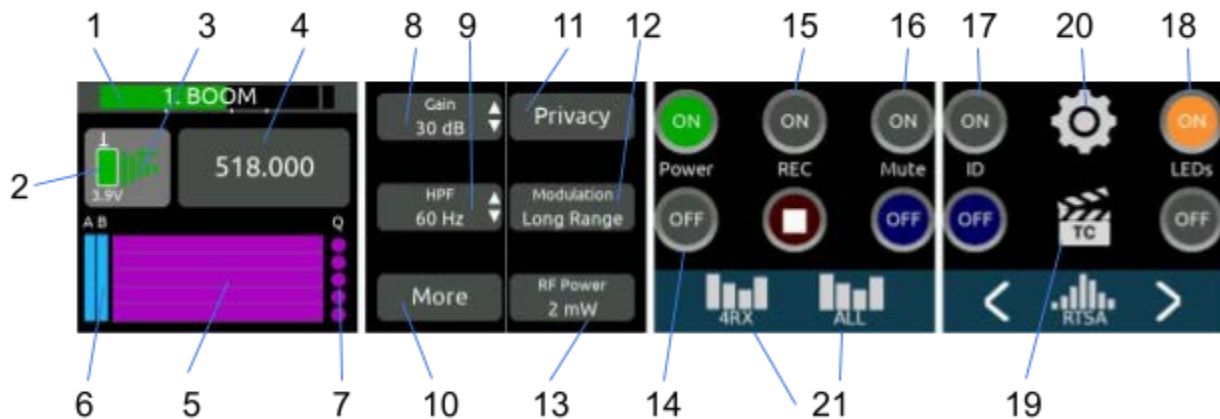 1 3 4 8 9 11 12 15 16 17 20 18
1. BOOM
518.000
3.9V
A B Q
2
Gain
30 dB
HPF
60 Hz
More
Privacy
Modulation
Long Range
RF Power
2 mW
ON ON ON
Power REC Mute
OFF OFF
4RX ALL
ON ON
ID LEDs
OFF TC OFF
< RTSA >
6 5 7 10 13 14 21 19